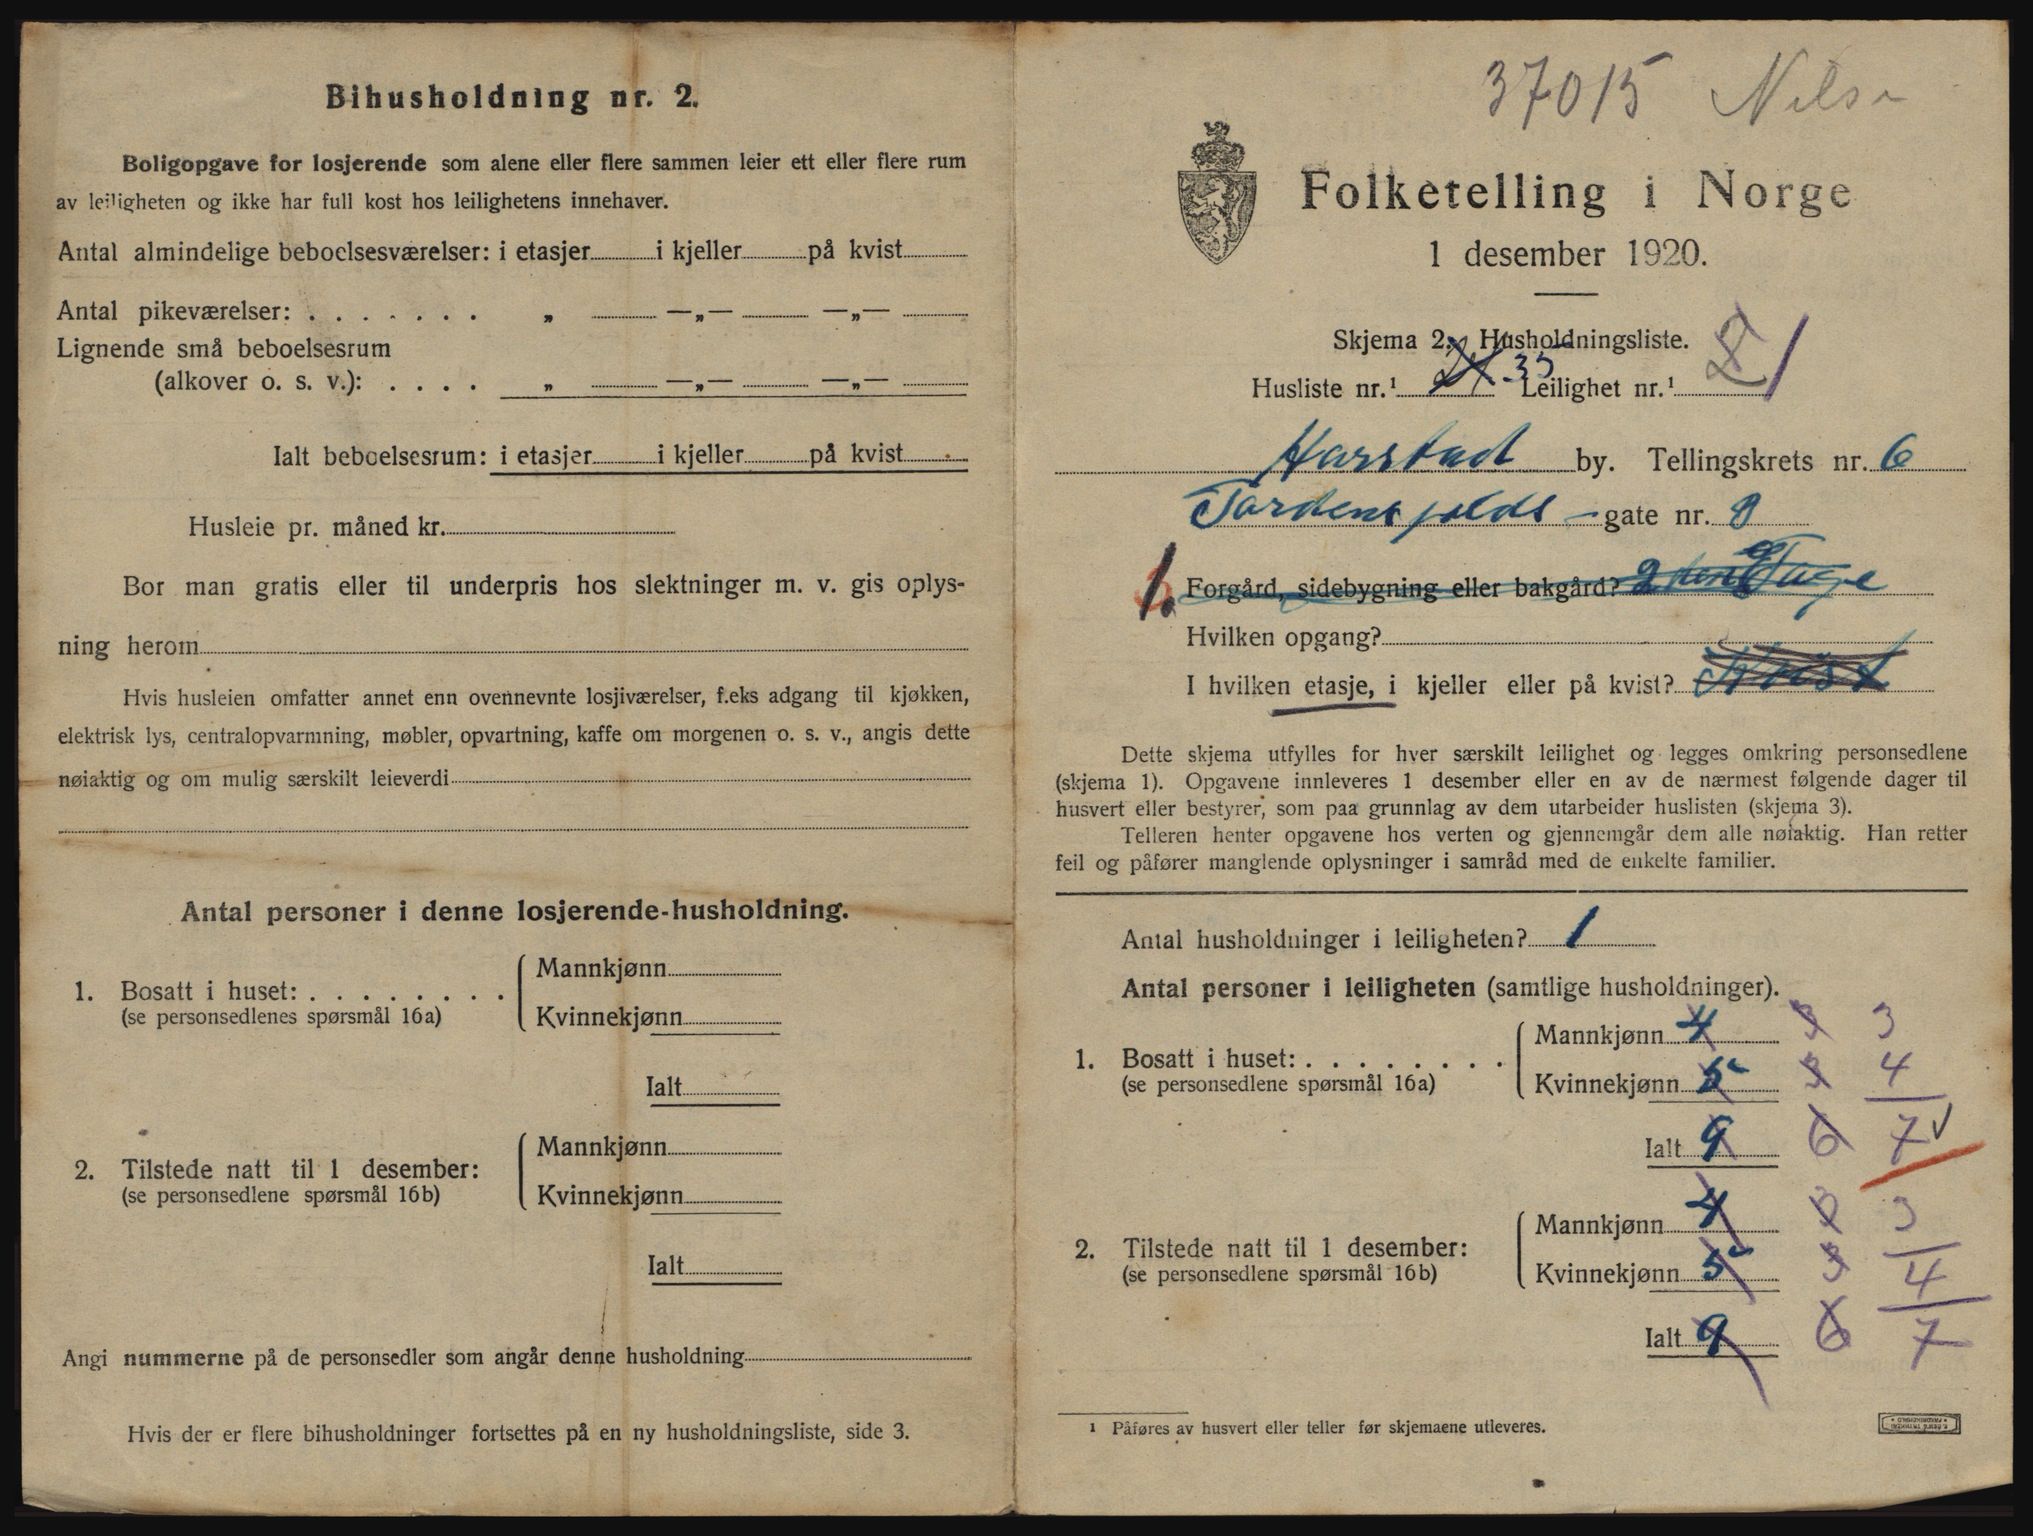 Bihusholdning nr. 2.
Boligopgave for losjerende som alene eller flere sammen leier ett eller flere rum
av leiligheten og ikke har full kost hos leilighetens innehaver.
Antal almindelige beboelsesværelser: i etasjer i kjeller på kvist
Antal pikeværelser: . . . . . . . „ —„— —„—
Lignende små beboelsesrum
(alkover o. s. v.): . . . . „ —„— —„—
Ialt beboelsesrum: i etasjer i kjeller på kvist
Husleie pr. måned kr.
Bor man gratis eller til underpris hos slektninger m. v. gis oplys-
ning herom
Hvis husleien omfatter annet enn ovennevnte losjiværelser, f.eks adgang til kjøkken,
elektrisk lys, centralopvarmning, møbler, opvartning, kaffe om morgenen o. s. v., angis dette
nøiaktig og om mulig særskilt leieverdi
Antal personer i denne losjerende-husholdning.
1. Bosatt i huset: . . . . . . . .
(se personsedlenes spørsmål 16a)
Mannkjønn
Kvinnekjønn
Ialt
2. Tilstede natt til 1 desember:
(se personsedlene spørsmål 16b)
Mannkjønn
Kvinnekjønn
Ialt
Angi nummerne på de personsedler som angår denne husholdning
Hvis der er flere bihusholdninger fortsettes på en ny husholdningsliste, side 3.
37015 Nils
Folketelling i Norge
1 desember 1920.
Skjema 2. Husholdningsliste.
Husliste nr.¹ 35 Leilighet nr.¹ 1
Harstad by. Tellingskrets nr. 6
Tordenskjolds - gate nr. 8
1. Forgård, sidebygning eller bakgård? 2den Etage
Hvilken opgang?
I hvilken etasje, i kjeller eller på kvist? Kvist
Dette skjema utfylles for hver særskilt leilighet og legges omkring personsedlene
(skjema 1). Opgavene innleveres 1 desember eller en av de nærmest følgende dager til
husvert eller bestyrer, som paa grunnlag av dem utarbeider huslisten (skjema 3).
Telleren henter opgavene hos verten og gjennemgår dem alle nøiaktig. Han retter
feil og påfører manglende oplysninger i samråd med de enkelte familier.
Antal husholdninger i leiligheten? 1
Antal personer i leiligheten (samtlige husholdninger).
1. Bosatt i huset: . . . . . . . .
(se personsedlene spørsmål 16a)
Mannkjønn 4 3 3
Kvinnekjønn 5 3 4
Ialt 9 6 7
2. Tilstede natt til 1 desember:
(se personsedlene spørsmål 16b)
Mannkjønn 4 3 3
Kvinnekjønn 5 3 4
Ialt 9 6 7
¹ Påføres av husvert eller teller før skjemaene utleveres.